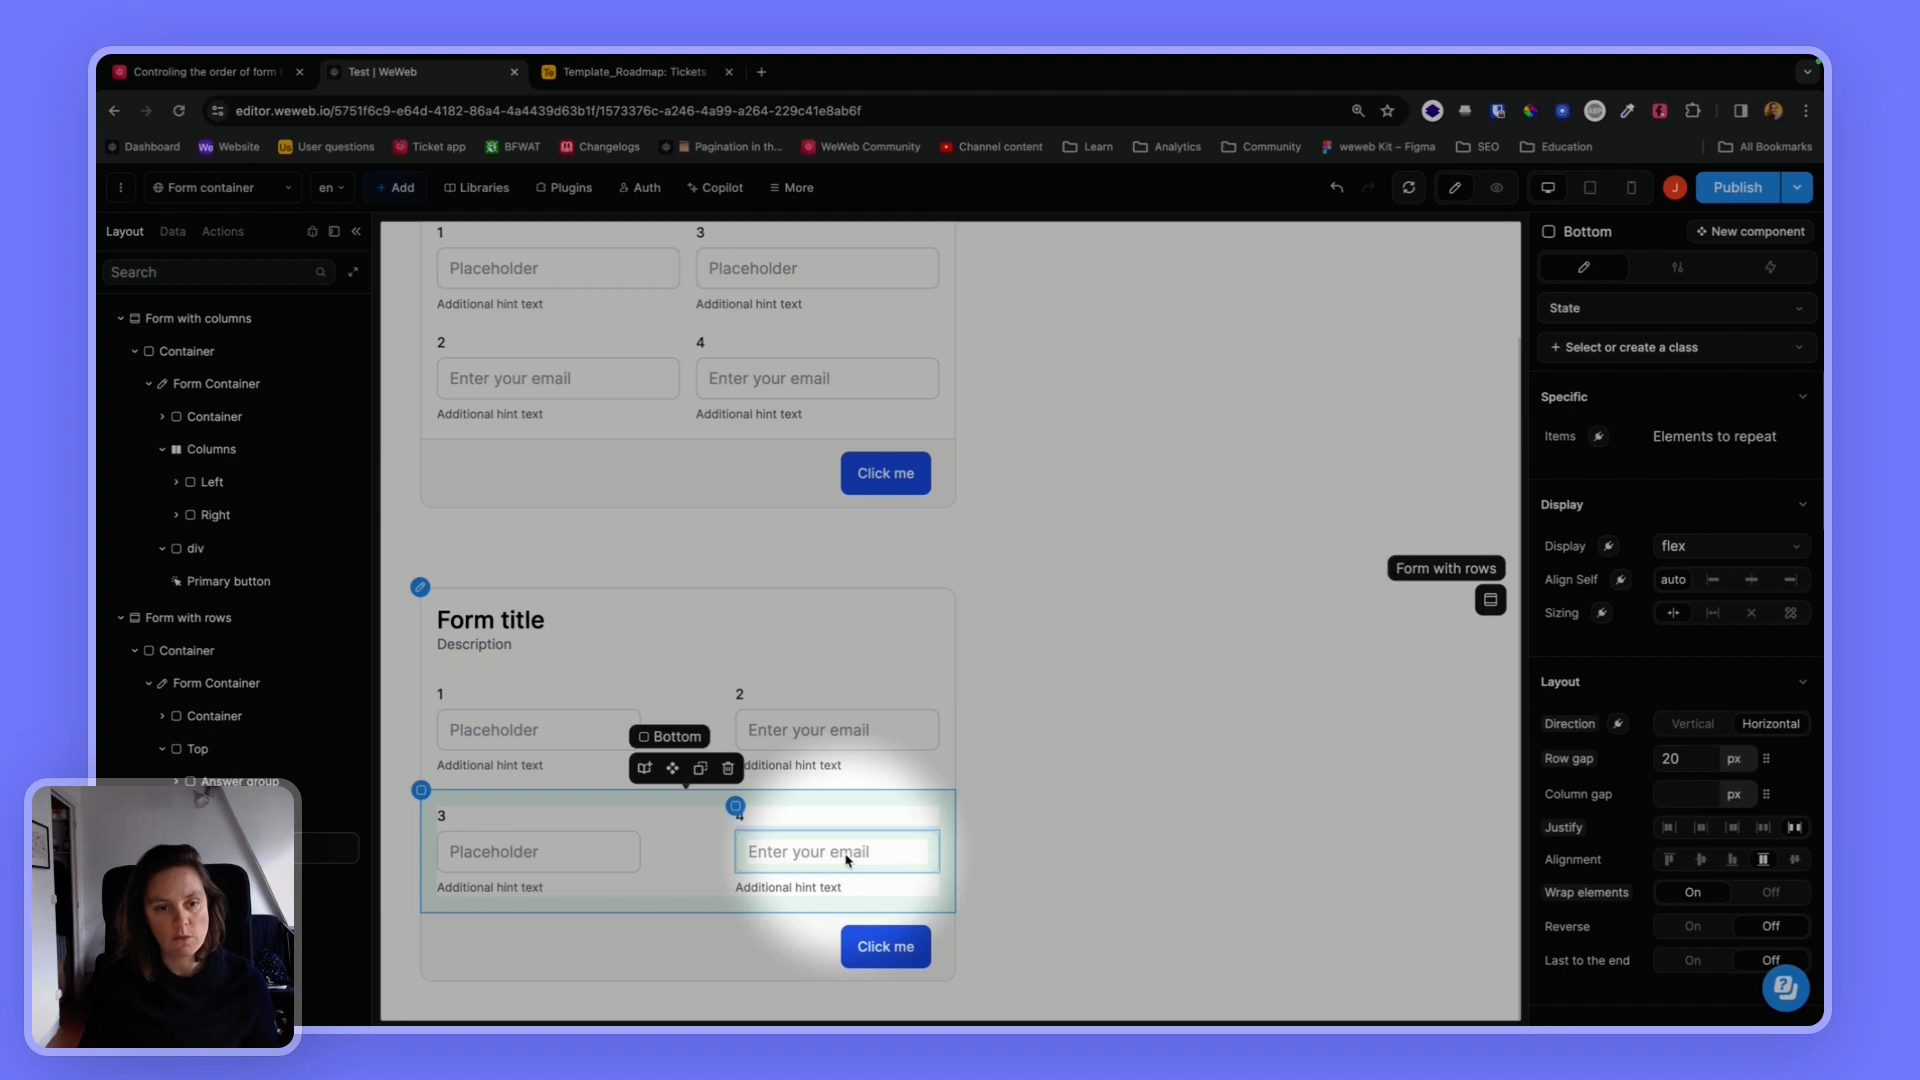 Controling the order of form
Test | WeWeb
Template_Roadmap: Tickets
editor.weweb.io/5751f6c9-e64d-4182-86a4-4a4439d63b1f/1573376c-a246-4a99-a264-229c41e8ab6f
Dashboard
We Website
Us User questions
Ticket app
BFWAT
Changelogs
Pagination in th...
WeWeb Community
Channel content
Learn
Analytics
Community
weweb Kit – Figma
SEO
Education
All Bookmarks
Form container
en
+ Add
Libraries
Plugins
Auth
Copilot
More
J
Publish
Layout Data Actions
Search
Form with columns
Container
Form Container
Container
Columns
Left
Right
div
Primary button
Form with rows
Container
Form Container
Container
Top
Answer group
1 3
Placeholder Placeholder
Additional hint text Additional hint text
2 4
Enter your email Enter your email
Additional hint text Additional hint text
Click me
Form with rows
Form title
Description
1 2
Placeholder Enter your email
Bottom
Additional hint text dditional hint text
3 4
Placeholder Enter your email
Additional hint text Additional hint text
Click me
Bottom New component
State
+ Select or create a class
Specific
Items Elements to repeat
Display
Display flex
Align Self auto
Sizing
Layout
Direction Vertical Horizontal
Row gap 20 px
Column gap px
Justify
Alignment
Wrap elements On Off
Reverse On Off
Last to the end On Off